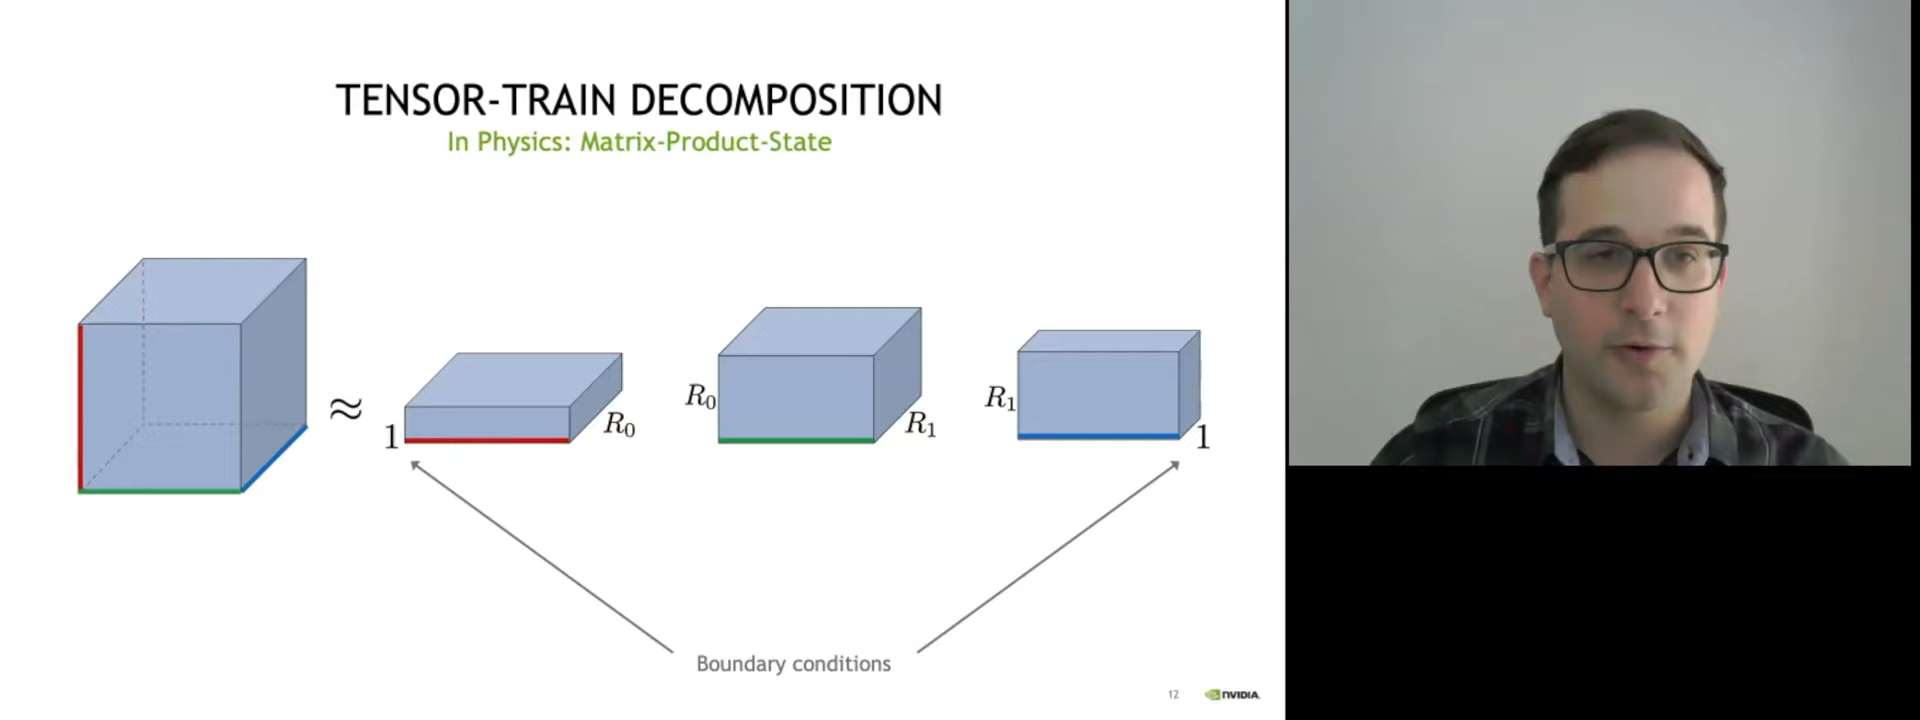 TENSOR-TRAIN DECOMPOSITION
In Physics: Matrix-Product-State
≈
1
R₀
R₀
R₁
R₁
1
Boundary conditions
12
NVIDIA.